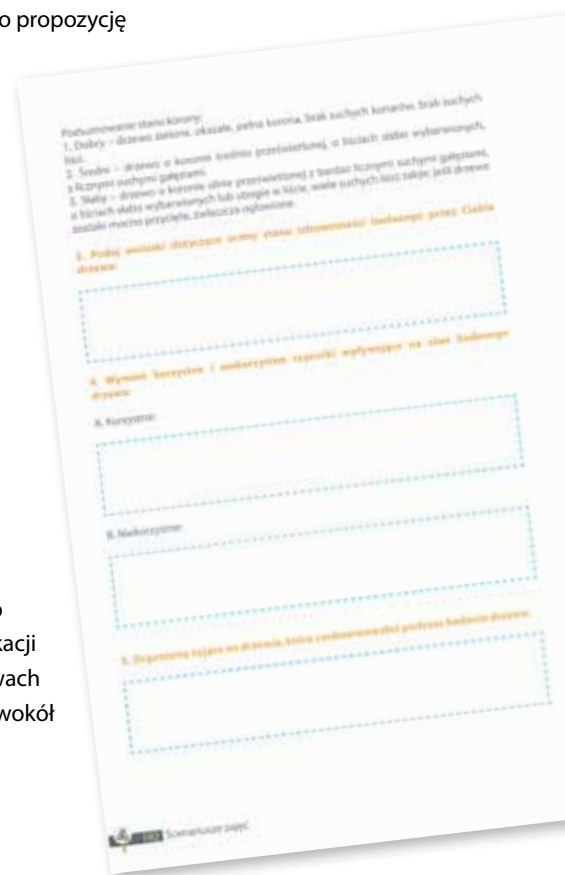 o propozycję
Podsumowanie stanu korony:
1. Dobry – drzewo zielone, okazałe, pełna korona, brak suchych konarów, brak suchych
liści.
2. Średni – drzewo o koronie średnio prześwietlonej, o liściach słabo wybarwionych,
z licznymi suchymi gałęziami.
3. Słaby – drzewo o koronie silnie prześwietlonej z bardzo licznymi suchymi gałęziami,
o liściach słabo wybarwionych lub ubogie w liście, wiele suchych liści; także: jeśli drzewo
zostało mocno przycięte, zwłaszcza ogłowione.
3. Podaj wnioski dotyczące oceny stanu zdrowotności badanego przez Ciebie
drzewa:
4. Wymień korzystne i niekorzystne czynniki wpływające na stan badanego
drzewa:
A. Korzystne:
B. Niekorzystne:
5. Organizmy żyjące na drzewie, które zaobserwowałeś podczas badania drzewa:
Scenariusze zajęć
o
kacji
wach
wokół